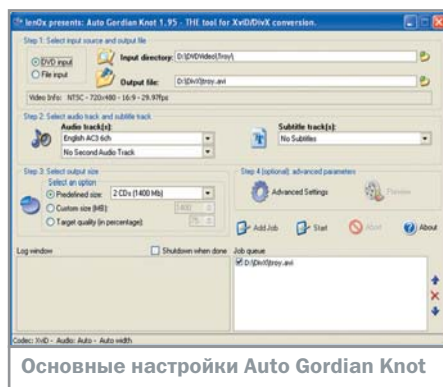 lenOx presents: Auto Gordian Knot 1.95 - THE tool for XviD/DivX conversion.
Step 1: Select input source and output file
DVD input
File input
Input directory: D:\DVDVideo\Troy\
Output file: D:\DivX\troy.avi
Video Info: NTSC - 720x480 - 16:9 - 29.97fps
Step 2: Select audio track and subtitle track
Audio track(s):
English AC3 6ch
No Second Audio Track
Subtitle track(s):
No Subtitles
Step 3: Select output size
Select an option
Predefined size: 2 CDs (1400 Mb)
Custom size (MB): 1400
Target quality (in percentage): 75
Step 4 (optional): advanced parameters
Advanced Settings
Preview
Add Job
Start
Abort
About
Log window
Shutdown when done
Job queue
D:\DivX\troy.avi
Codec: XviD - Audio: Auto - Auto width
Основные настройки Auto Gordian Knot